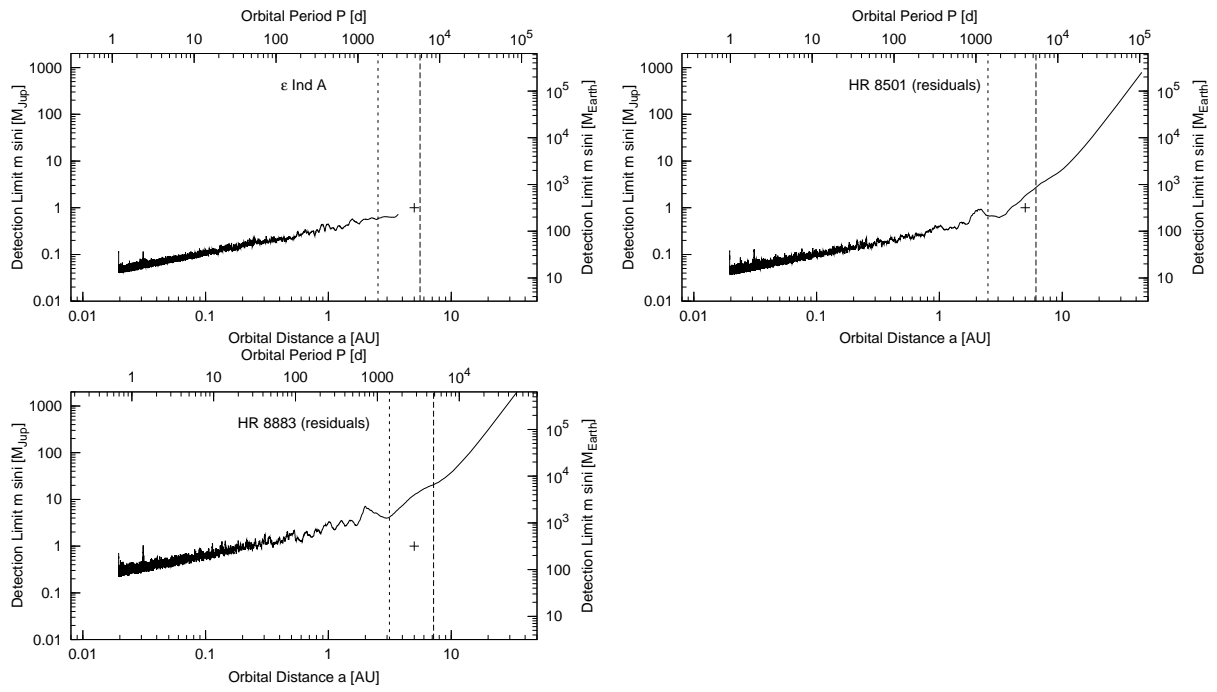 Orbital Period P [d]
1 10 100 1000 10^4 10^5
Detection Limit m sini [M_Jup]
1000
100
10
1
0.1
0.01
ε Ind A
10^5
10^4
10^3
100
10
Detection Limit m sini [M_Earth]
0.01 0.1 1 10
Orbital Distance a [AU]
Orbital Period P [d]
1 10 100 1000 10^4 10^5
Detection Limit m sini [M_Jup]
1000
100
10
1
0.1
0.01
HR 8501 (residuals)
10^5
10^4
10^3
100
10
Detection Limit m sini [M_Earth]
0.01 0.1 1 10
Orbital Distance a [AU]
Orbital Period P [d]
1 10 100 1000 10^4
Detection Limit m sini [M_Jup]
1000
100
10
1
0.1
0.01
HR 8883 (residuals)
10^5
10^4
10^3
100
10
Detection Limit m sini [M_Earth]
0.01 0.1 1 10
Orbital Distance a [AU]